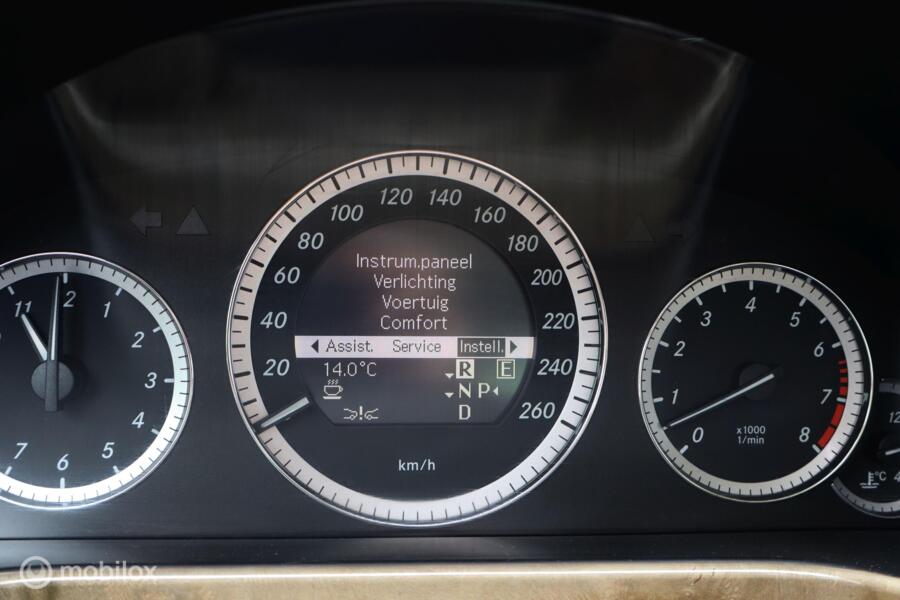 Instrum.paneel
Verlichting
Voertuig
Comfort
Assist. Service Instell.
14.0°C R E
N P
D
20 40 60 80 100 120 140 160 180 200 220 240 260
km/h
11 12 1 2 3 4 5 6 7
0 1 2 3 4 5 6 7 8
x1000
1/min
12
°C 4
mobilox